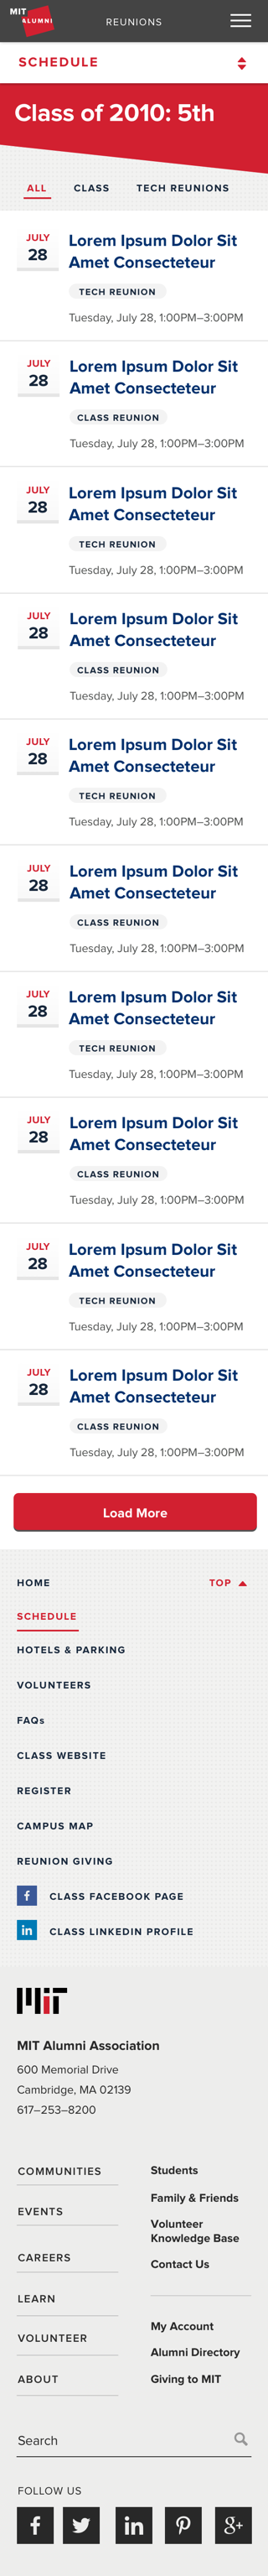 MIT
ALUMNI
REUNIONS
SCHEDULE
Class of 2010: 5th
ALL CLASS TECH REUNIONS
JULY
28
Lorem Ipsum Dolor Sit
Amet Consecteteur
TECH REUNION
Tuesday, July 28, 1:00PM–3:00PM
JULY
28
Lorem Ipsum Dolor Sit
Amet Consecteteur
CLASS REUNION
Tuesday, July 28, 1:00PM–3:00PM
JULY
28
Lorem Ipsum Dolor Sit
Amet Consecteteur
TECH REUNION
Tuesday, July 28, 1:00PM–3:00PM
JULY
28
Lorem Ipsum Dolor Sit
Amet Consecteteur
CLASS REUNION
Tuesday, July 28, 1:00PM–3:00PM
JULY
28
Lorem Ipsum Dolor Sit
Amet Consecteteur
TECH REUNION
Tuesday, July 28, 1:00PM–3:00PM
JULY
28
Lorem Ipsum Dolor Sit
Amet Consecteteur
CLASS REUNION
Tuesday, July 28, 1:00PM–3:00PM
JULY
28
Lorem Ipsum Dolor Sit
Amet Consecteteur
TECH REUNION
Tuesday, July 28, 1:00PM–3:00PM
JULY
28
Lorem Ipsum Dolor Sit
Amet Consecteteur
CLASS REUNION
Tuesday, July 28, 1:00PM–3:00PM
JULY
28
Lorem Ipsum Dolor Sit
Amet Consecteteur
TECH REUNION
Tuesday, July 28, 1:00PM–3:00PM
JULY
28
Lorem Ipsum Dolor Sit
Amet Consecteteur
CLASS REUNION
Tuesday, July 28, 1:00PM–3:00PM
Load More
HOME TOP
SCHEDULE
HOTELS & PARKING
VOLUNTEERS
FAQs
CLASS WEBSITE
REGISTER
CAMPUS MAP
REUNION GIVING
f CLASS FACEBOOK PAGE
in CLASS LINKEDIN PROFILE
MIT
MIT Alumni Association
600 Memorial Drive
Cambridge, MA 02139
617–253–8200
COMMUNITIES
EVENTS
CAREERS
LEARN
VOLUNTEER
ABOUT
Students
Family & Friends
Volunteer
Knowledge Base
Contact Us
My Account
Alumni Directory
Giving to MIT
Search
FOLLOW US
f in g+